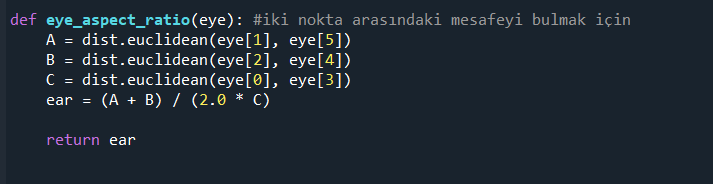 def eye_aspect_ratio(eye): #iki nokta arasındaki mesafeyi bulmak için
    A = dist.euclidean(eye[1], eye[5])
    B = dist.euclidean(eye[2], eye[4])
    C = dist.euclidean(eye[0], eye[3])
    ear = (A + B) / (2.0 * C)

    return ear